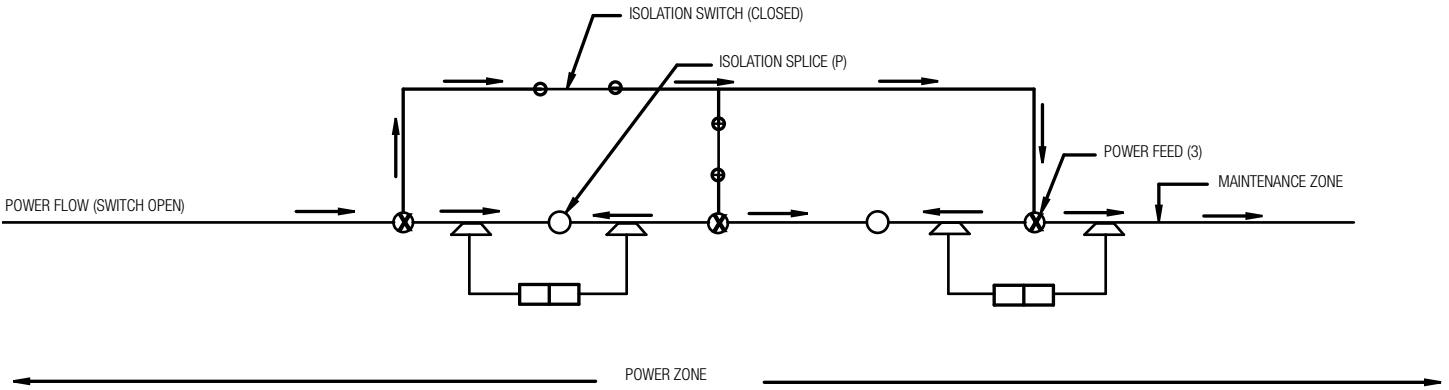 ISOLATION SWITCH (CLOSED)
ISOLATION SPLICE (P)
POWER FEED (3)
MAINTENANCE ZONE
POWER FLOW (SWITCH OPEN)
POWER ZONE